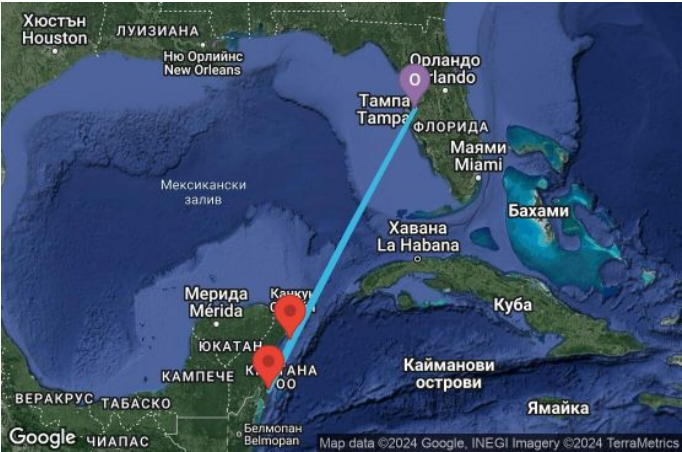 Хюстън
Houston
ЛУИЗИАНА
Ню Орлийнс
New Orleans
Орландо
rlando
O
Тампа
Tampa
ФЛОРИДА
Маями
Miami
Мексикански
залив
Бахами
Хавана
La Habana
Мерида
Mérida
Куба
ЮКАТАН
КАМПЕЧЕ
ОО
Кайманови
острови
ВЕРАКРУС
ТАБАСКО
Ямайка
Белмопан
Belmopan
ЧИАПАС
Google
Map data ©2024 Google, INEGI Imagery ©2024 TerraMetrics